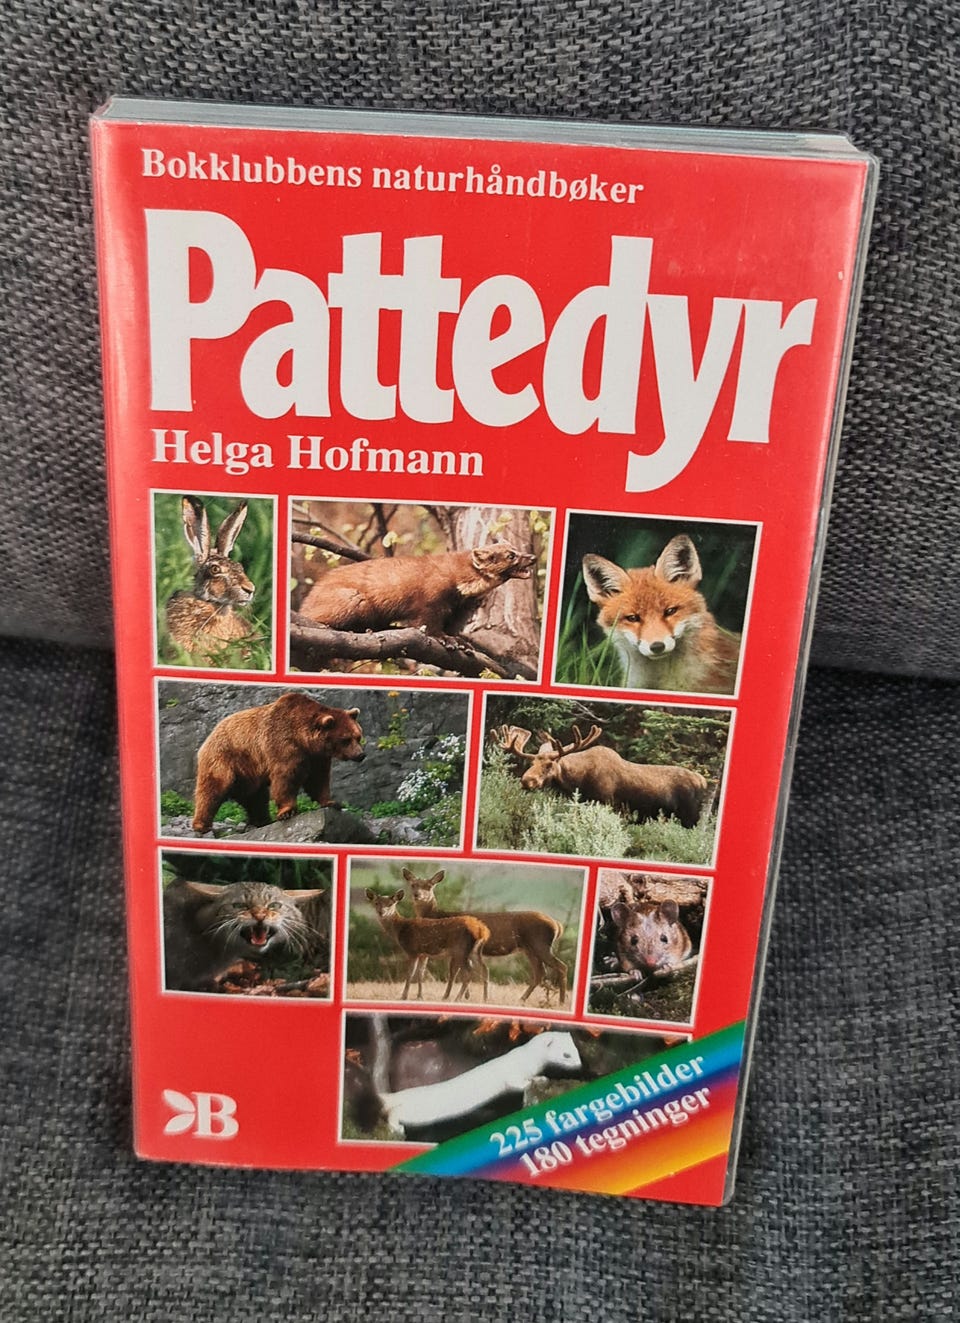 Bokklubbens naturhåndbøker
Pattedyr
Helga Hofmann
225 fargebilder
180 tegninger
B